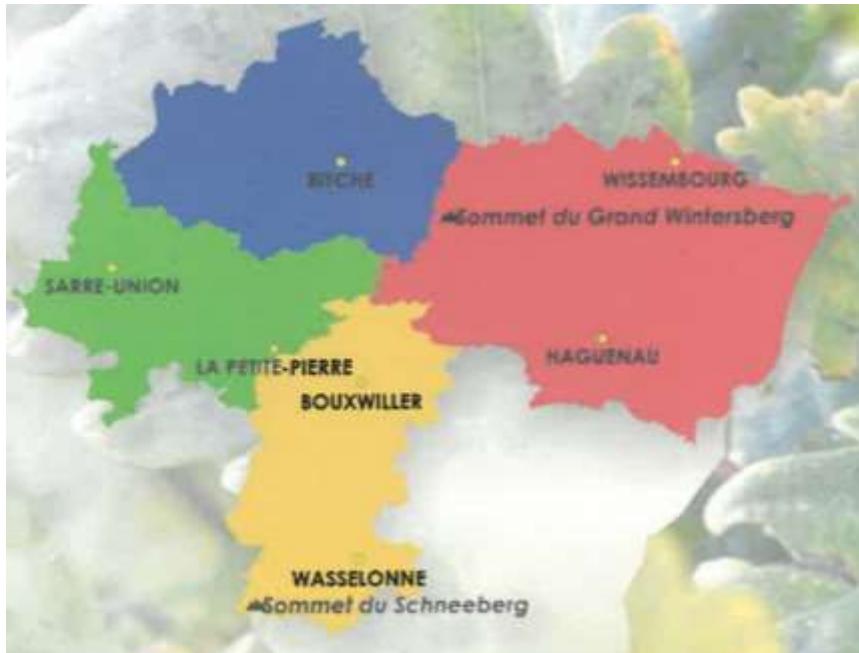 BITCHE
WISSEMBOURG
Sommet du Grand Wintersberg
SARRE-UNION
HAGUENAU
LA PETITE-PIERRE
BOUXWILLER
WASSELONNE
Sommet du Schneeberg